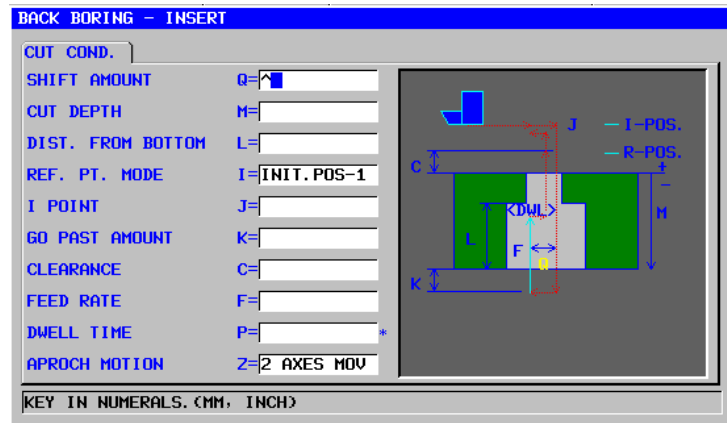 BACK BORING - INSERT
CUT COND.
SHIFT AMOUNT Q=^
CUT DEPTH M=
DIST. FROM BOTTOM L=
REF. PT. MODE I=INIT.POS-1
I POINT J=
GO PAST AMOUNT K=
CLEARANCE C=
FEED RATE F=
DWELL TIME P= *
APROCH MOTION Z=2 AXES MOV
J I-POS.
R-POS.
C + -
<DWL> M
L F
Q
K
KEY IN NUMERALS.(MM, INCH)